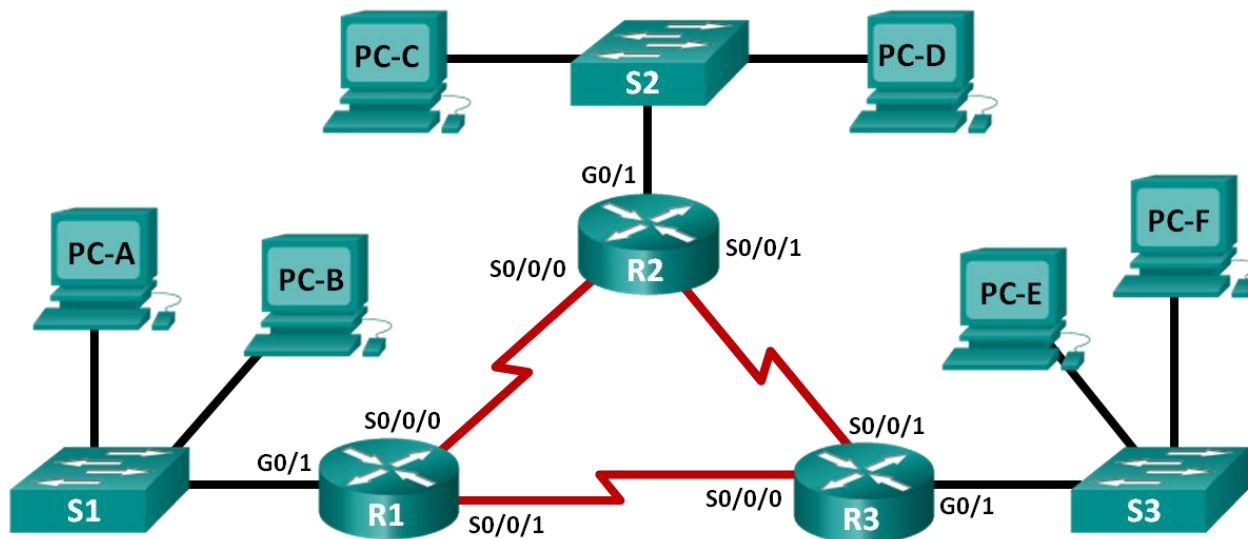 PC-C
S2
PC-D
G0/1
PC-F
PC-A
PC-B
S0/0/0
R2
S0/0/1
PC-E
S0/0/0
S0/0/1
G0/1
S1
R1
S0/0/1
S0/0/0
R3
G0/1
S3